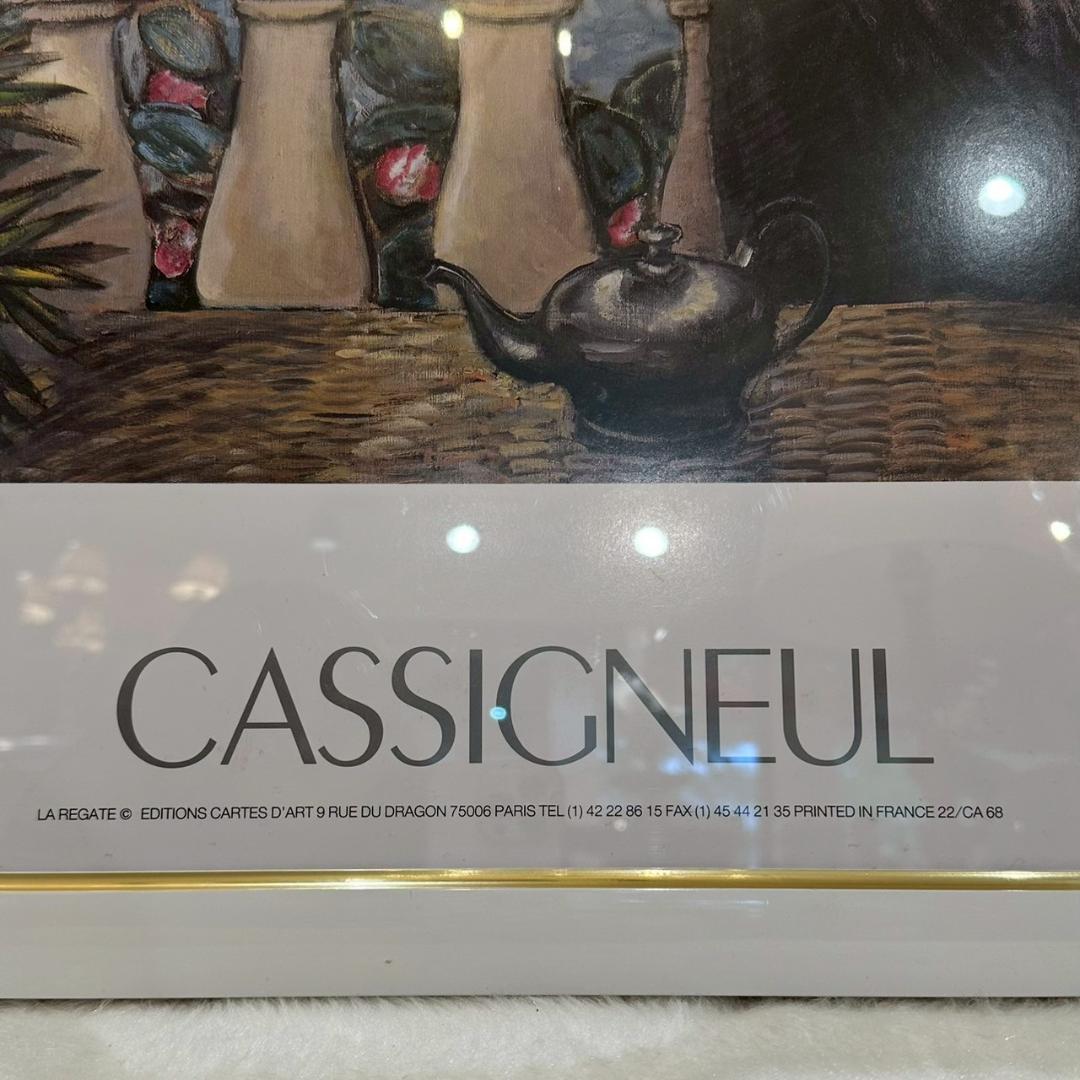 CASSIGNEUL
LA REGATE © EDITIONS CARTES D'ART 9 RUE DU DRAGON 75006 PARIS TEL (1) 42 22 86 15 FAX (1) 45 44 21 35 PRINTED IN FRANCE 22/CA 68